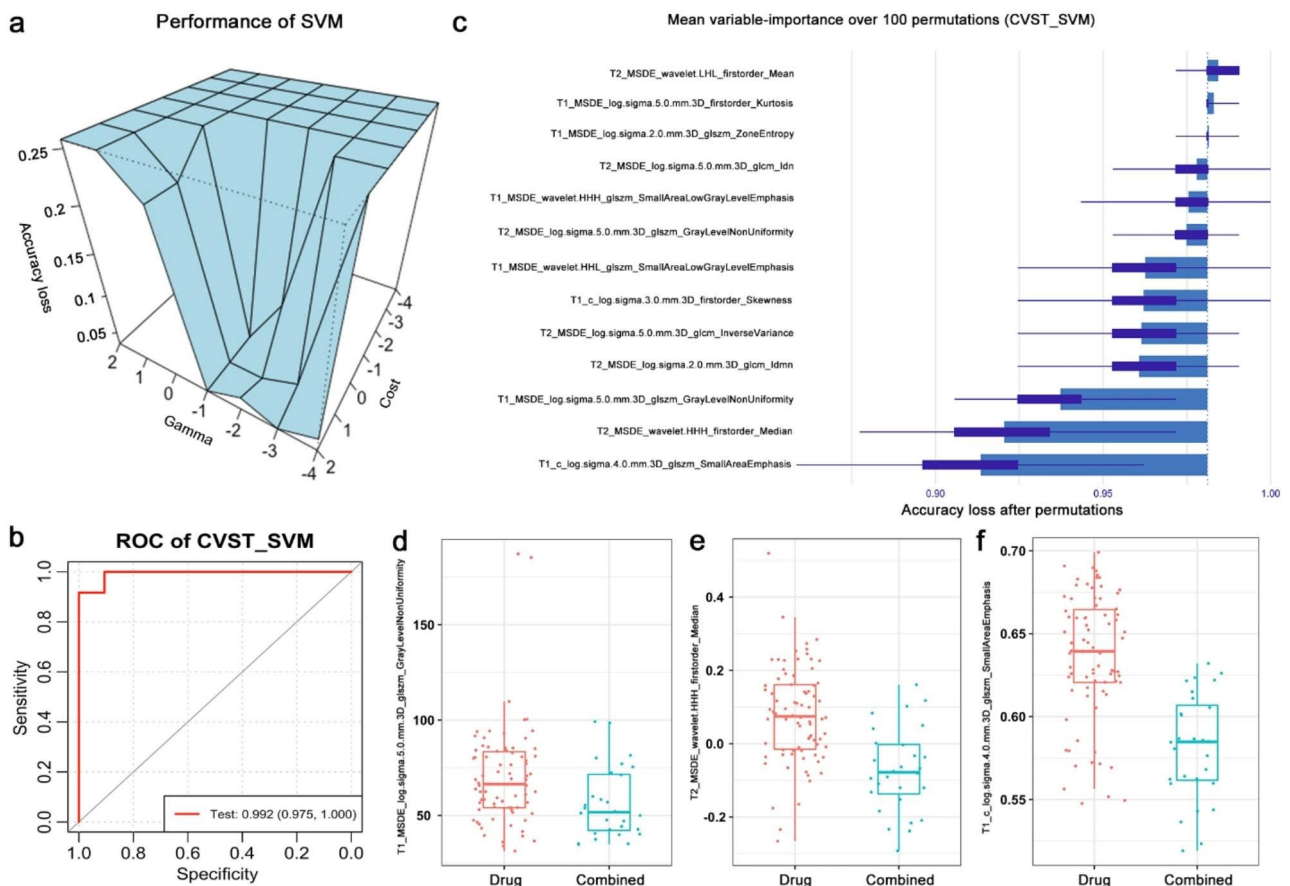 a
Performance of SVM
0.25
0.2
0.15
0.1
0.05
Accuracy loss
2
1
0
-1
-2
-3
-4
Gamma
2
1
0
-1
-2
-3
-4
Cost
c
Mean variable-importance over 100 permutations (CVST_SVM)
T2_MSDE_wavelet.LHL_firstorder_Mean
T1_MSDE_log.sigma.5.0.mm.3D_firstorder_Kurtosis
T1_MSDE_log.sigma.2.0.mm.3D_glszm_ZoneEntropy
T2_MSDE_log.sigma.5.0.mm.3D_glcm_Idn
T1_MSDE_wavelet.HHH_glszm_SmallAreaLowGrayLevelEmphasis
T2_MSDE_log.sigma.5.0.mm.3D_glszm_GrayLevelNonUniformity
T1_MSDE_wavelet.HHL_glszm_SmallAreaLowGrayLevelEmphasis
T1_c_log.sigma.3.0.mm.3D_firstorder_Skewness
T2_MSDE_log.sigma.5.0.mm.3D_glcm_InverseVariance
T2_MSDE_log.sigma.2.0.mm.3D_glcm_Idmn
T1_MSDE_log.sigma.5.0.mm.3D_glszm_GrayLevelNonUniformity
T2_MSDE_wavelet.HHH_firstorder_Median
T1_c_log.sigma.4.0.mm.3D_glszm_SmallAreaEmphasis
0.90 0.95 1.00
Accuracy loss after permutations
b
ROC of CVST_SVM
Sensitivity
1.0
0.8
0.6
0.4
0.2
0.0
Test: 0.992 (0.975, 1.000)
1.0 0.8 0.6 0.4 0.2 0.0
Specificity
d
T1_MSDE_log.sigma.5.0.mm.3D_glszm_GrayLevelNonUniformity
150
100
50
Drug Combined
e
T2_MSDE_wavelet.HHH_firstorder_Median
0.4
0.2
0.0
-0.2
Drug Combined
f
T1_c_log.sigma.4.0.mm.3D_glszm_SmallAreaEmphasis
0.70
0.65
0.60
0.55
Drug Combined